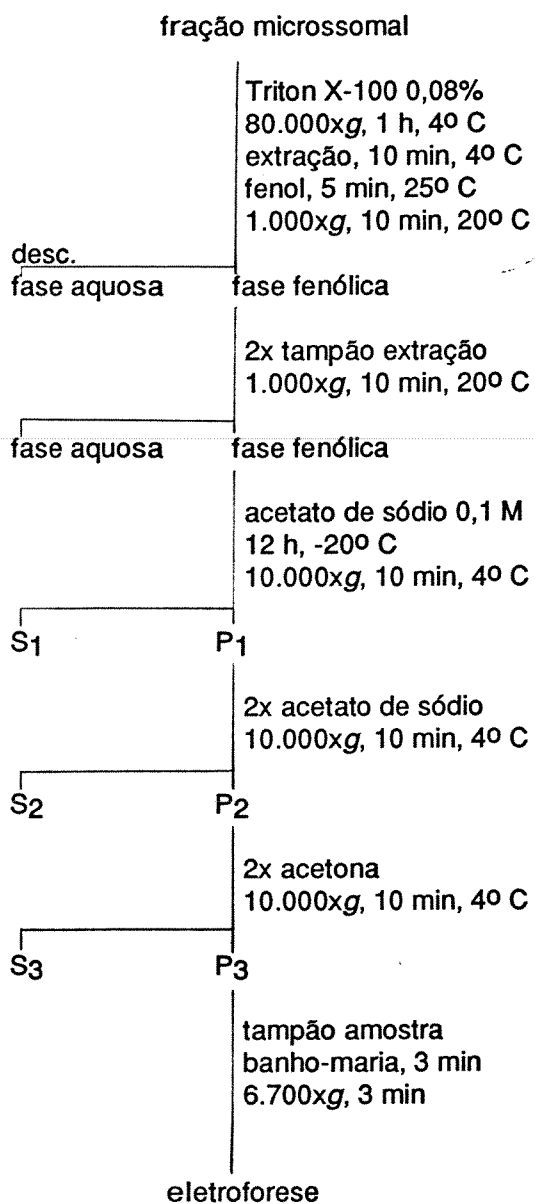 fração microssomal
Triton X-100 0,08%
80.000xg, 1 h, 4º C
extração, 10 min, 4º C
fenol, 5 min, 25º C
1.000xg, 10 min, 20º C
desc.
fase aquosa fase fenólica
2x tampão extração
1.000xg, 10 min, 20º C
fase aquosa fase fenólica
acetato de sódio 0,1 M
12 h, -20º C
10.000xg, 10 min, 4º C
S1 P1
2x acetato de sódio
10.000xg, 10 min, 4º C
S2 P2
2x acetona
10.000xg, 10 min, 4º C
S3 P3
tampão amostra
banho-maria, 3 min
6.700xg, 3 min
eletroforese